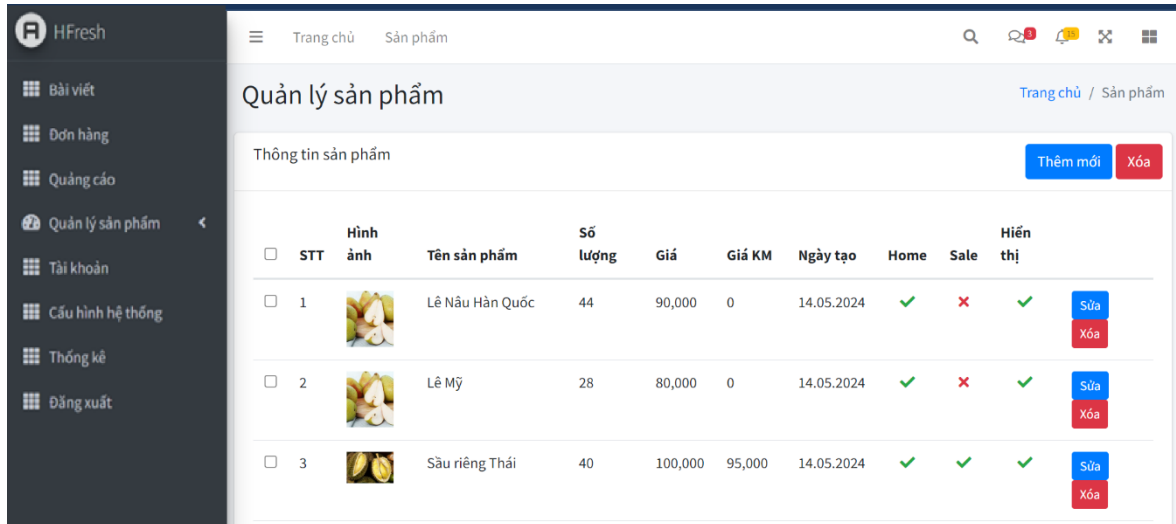 HFresh
Trang chủ Sản phẩm
3 15
Bài viết
Đơn hàng
Quảng cáo
Quản lý sản phẩm
Tài khoản
Cấu hình hệ thống
Thống kê
Đăng xuất
Quản lý sản phẩm
Trang chủ / Sản phẩm
Thông tin sản phẩm
Thêm mới Xóa
STT Hình ảnh Tên sản phẩm Số lượng Giá Giá KM Ngày tạo Home Sale Hiển thị
1 Lê Nâu Hàn Quốc 44 90,000 0 14.05.2024 Sửa
Xóa
2 Lê Mỹ 28 80,000 0 14.05.2024 Sửa
Xóa
3 Sầu riêng Thái 40 100,000 95,000 14.05.2024 Sửa
Xóa